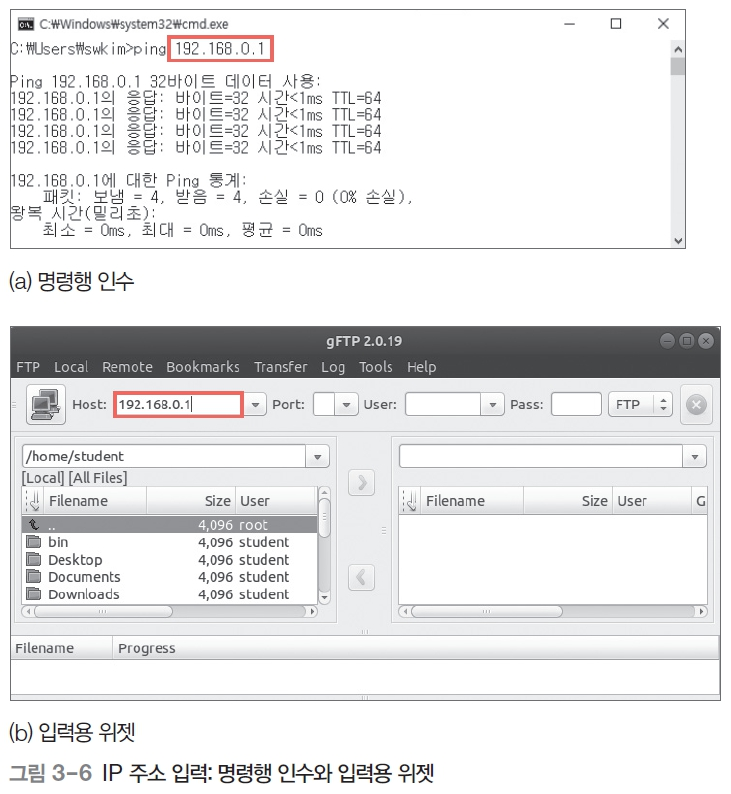 C:\Windows\system32\cmd.exe
C:\Users\swkim>ping 192.168.0.1
Ping 192.168.0.1 32바이트 데이터 사용:
192.168.0.1의 응답: 바이트=32 시간<1ms TTL=64
192.168.0.1의 응답: 바이트=32 시간<1ms TTL=64
192.168.0.1의 응답: 바이트=32 시간<1ms TTL=64
192.168.0.1의 응답: 바이트=32 시간<1ms TTL=64
192.168.0.1에 대한 Ping 통계:
패킷: 보냄 = 4, 받음 = 4, 손실 = 0 (0% 손실),
왕복 시간(밀리초):
최소 = 0ms, 최대 = 0ms, 평균 = 0ms
(a) 명령행 인수
gFTP 2.0.19
FTP Local Remote Bookmarks Transfer Log Tools Help
Host: 192.168.0.1 Port: User: Pass: FTP
/home/student
[Local] [All Files]
Filename Size User Filename Size User G
.. 4,096 root
bin 4,096 student
Desktop 4,096 student
Documents 4,096 student
Downloads 4,096 student
Filename Progress
(b) 입력용 위젯
그림 3-6 IP 주소 입력: 명령행 인수와 입력용 위젯